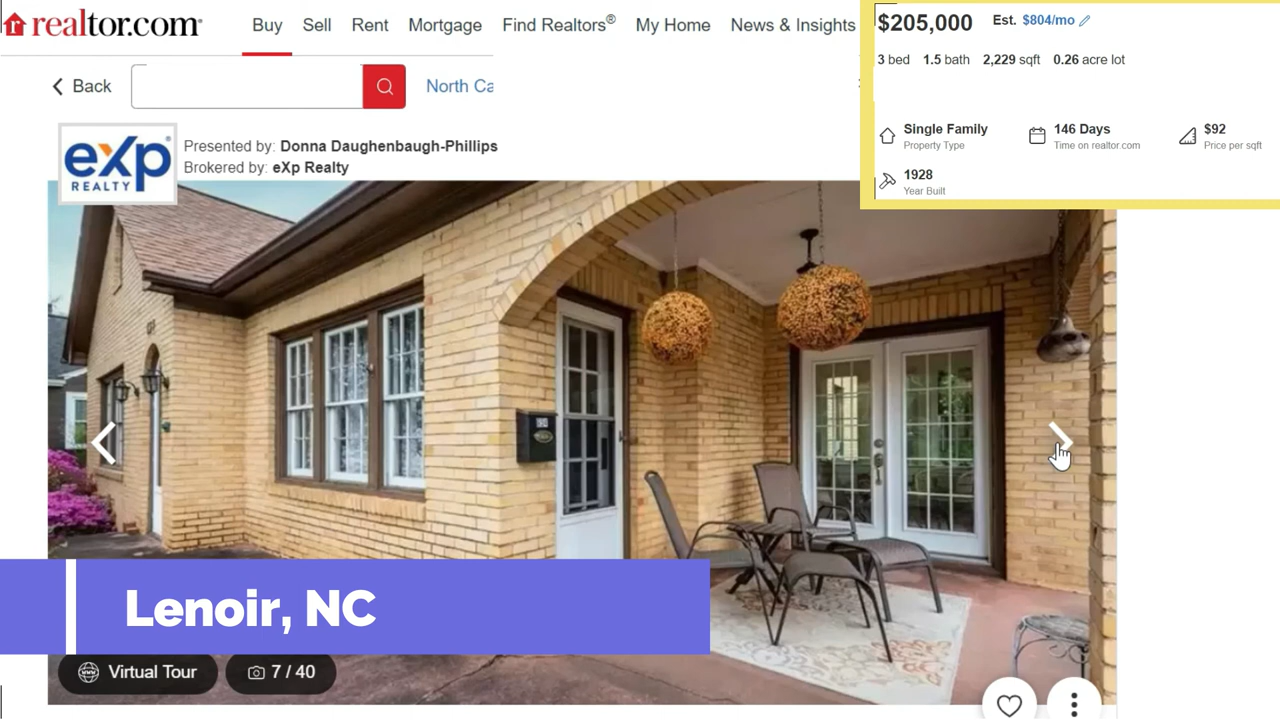 realtor.com®
Buy Sell Rent Mortgage Find Realtors® My Home News & Insights
$205,000 Est. $804/mo
3 bed 1.5 bath 2,229 sqft 0.26 acre lot
Back
North Ca
Single Family
Property Type
146 Days
Time on realtor.com
$92
Price per sqft
1928
Year Built
eXp®
REALTY
Presented by: Donna Daughenbaugh-Phillips
Brokered by: eXp Realty
Lenoir, NC
Virtual Tour
7 / 40